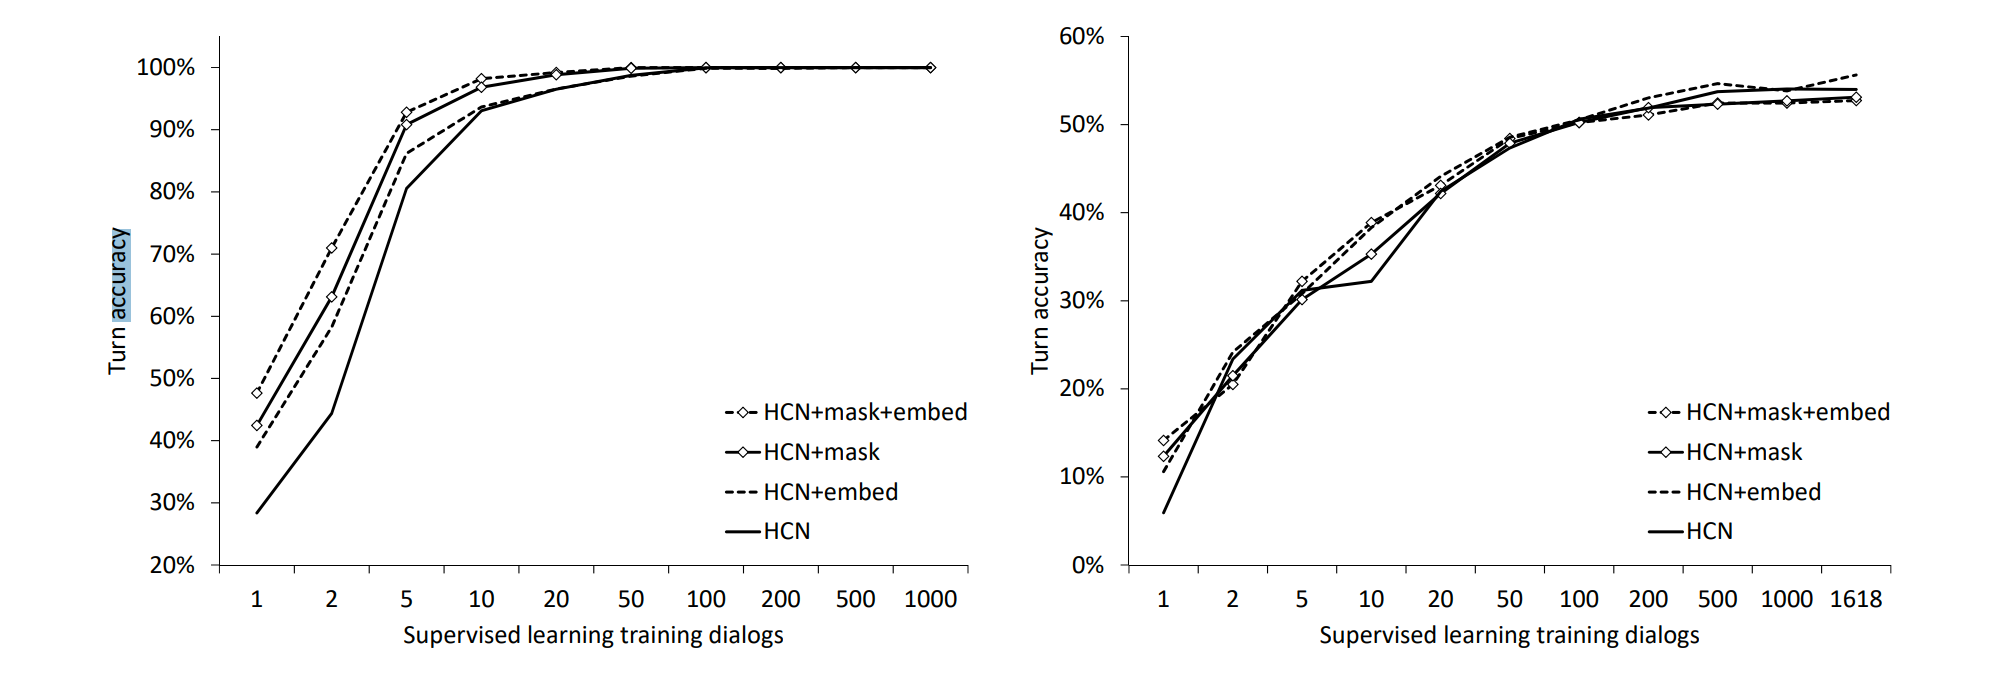 100%
90%
80%
70%
60%
50%
40%
30%
20%
Turn accuracy
HCN+mask+embed
HCN+mask
HCN+embed
HCN
1 2 5 10 20 50 100 200 500 1000
Supervised learning training dialogs
60%
50%
40%
30%
20%
10%
0%
Turn accuracy
HCN+mask+embed
HCN+mask
HCN+embed
HCN
1 2 5 10 20 50 100 200 500 1000 1618
Supervised learning training dialogs